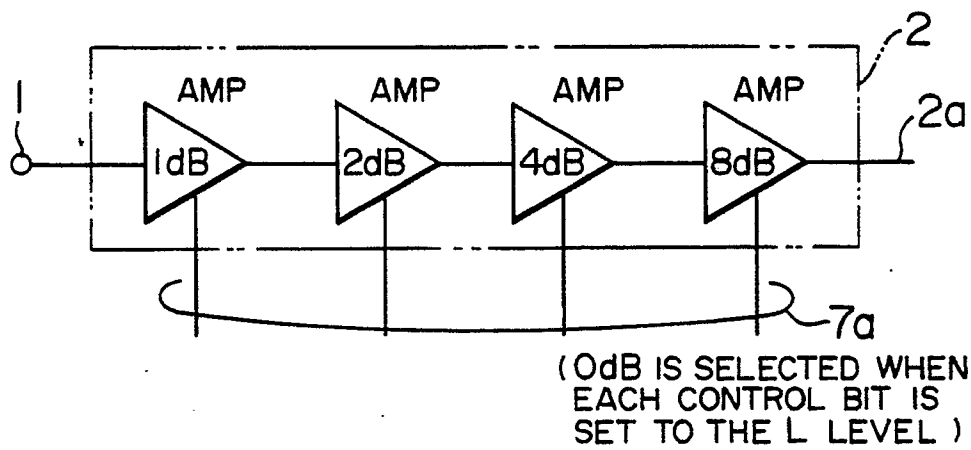 1
2
AMP AMP AMP AMP
2a
1dB 2dB 4dB 8dB
7a
(0dB IS SELECTED WHEN
EACH CONTROL BIT IS
SET TO THE L LEVEL)